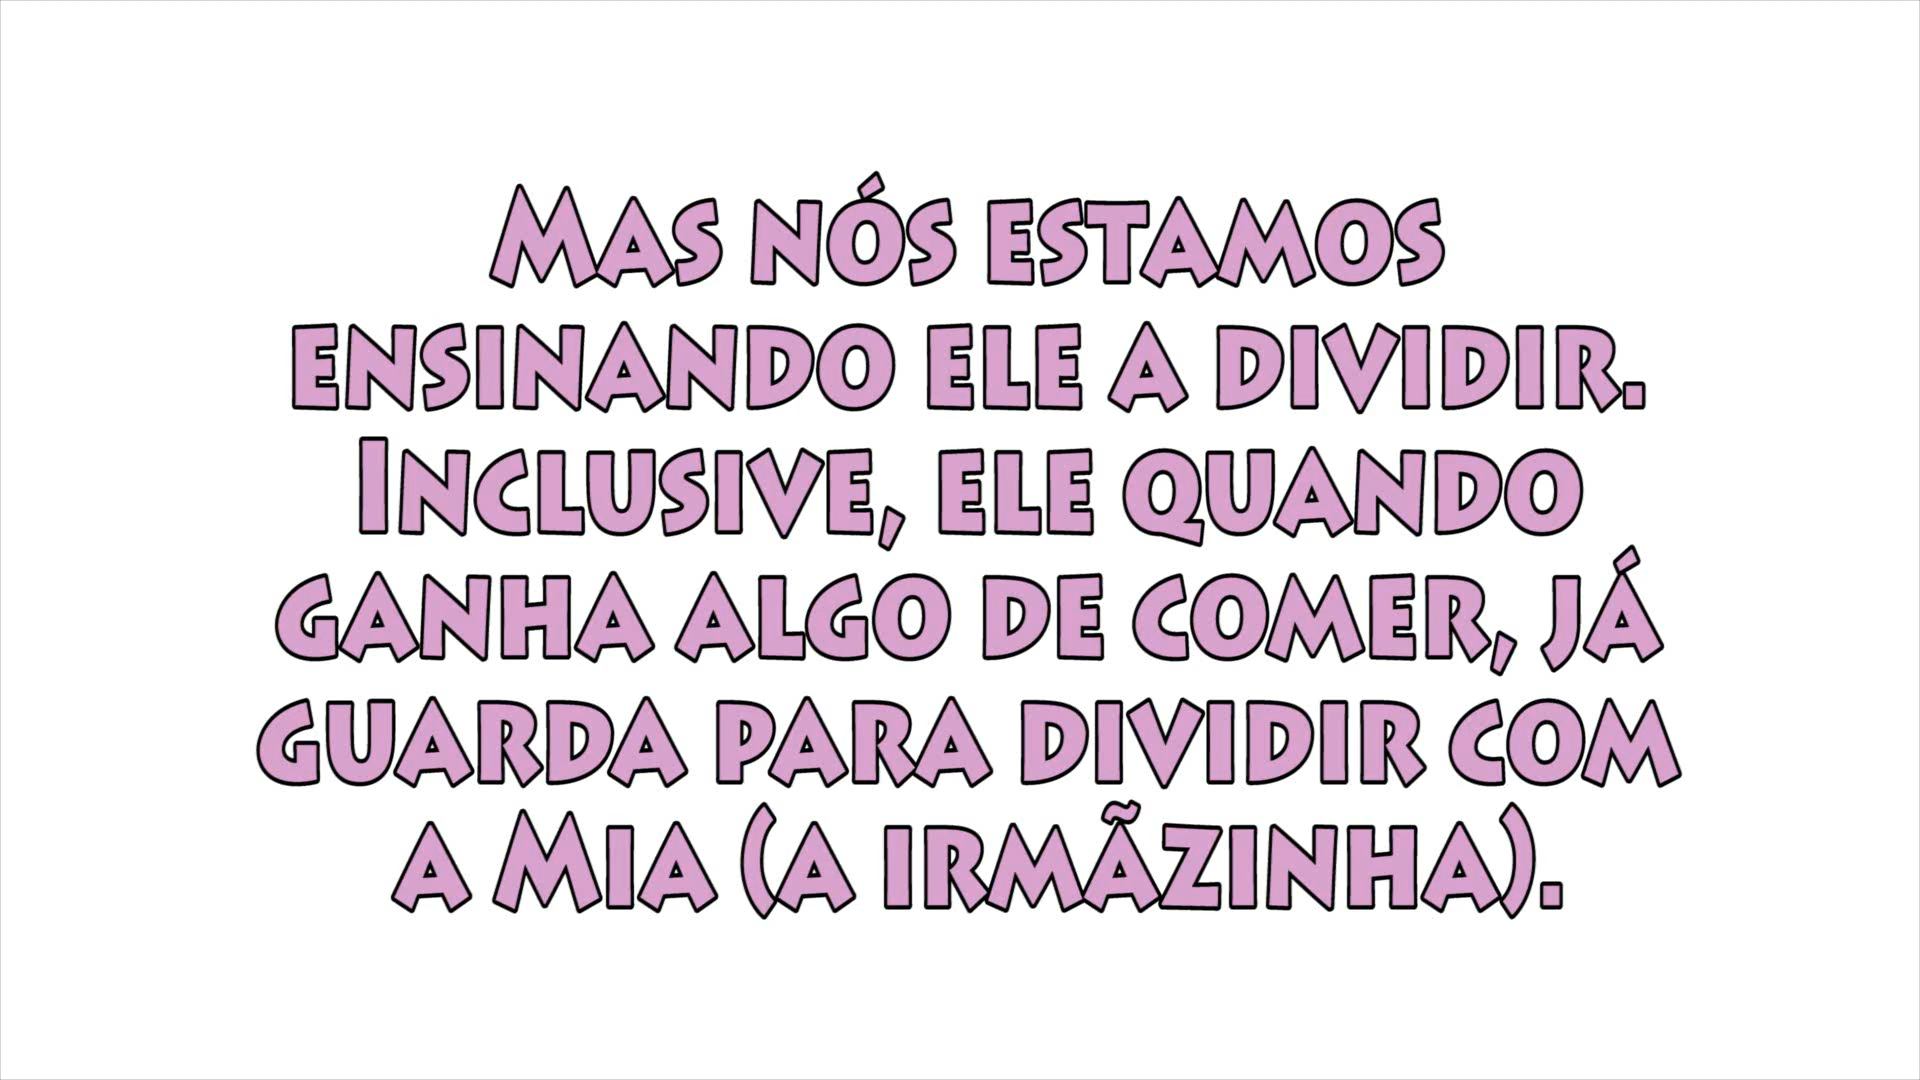 Mas nós estamos
ensinando ele a dividir.
Inclusive, ele quando
ganha algo de comer, já
guarda para dividir com
a Mia (a irmãzinha).